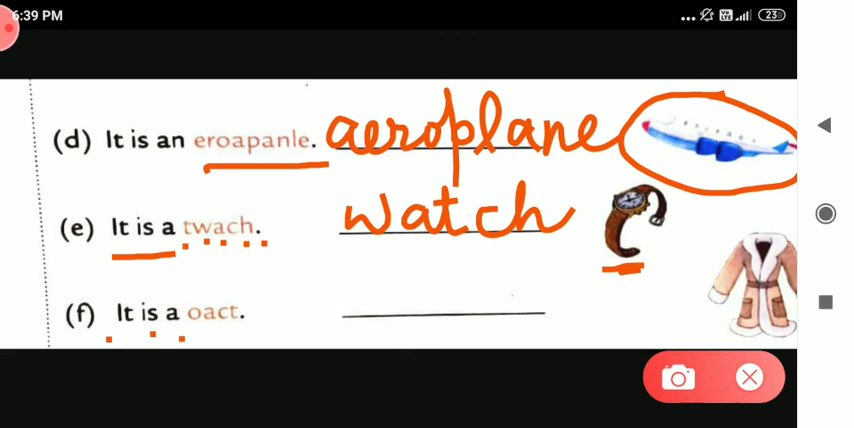 6:39 PM
23
(d) It is an eroapanle. aeroplane
(e) It is a twach. watch
(f) It is a oact.